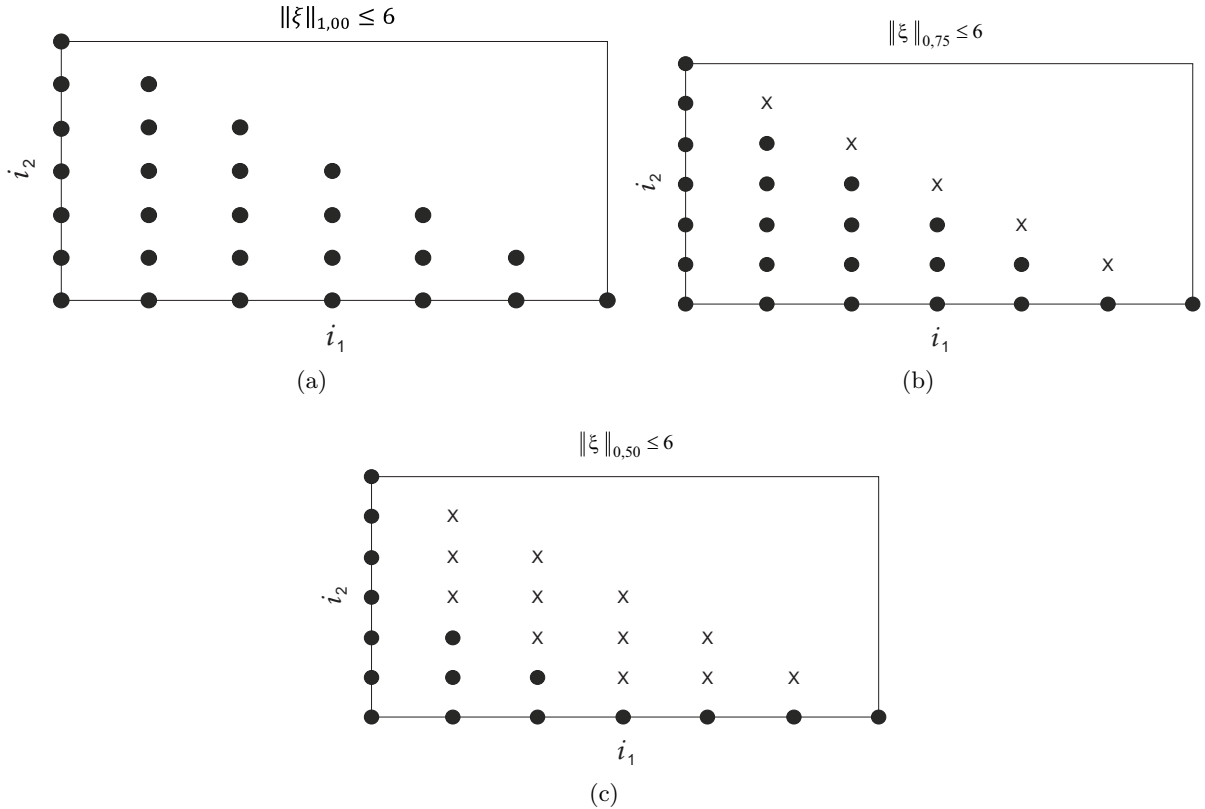 ‖ξ‖1,00 ≤ 6
‖ξ‖0,75 ≤ 6
i2
i2
x
x
x
x
x
i1
i1
(a)
(b)
‖ξ‖0,50 ≤ 6
i2
x
x x
x x x
x x x
x x x
i1
(c)